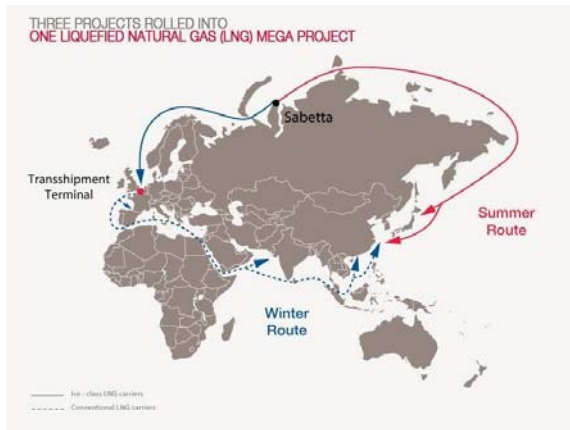 THREE PROJECTS ROLLED INTO
ONE LIQUEFIED NATURAL GAS (LNG) MEGA PROJECT
Sabetta
Transshipment
Terminal
Summer
Route
Winter
Route
Ice - class LNG carriers
Conventional LNG carriers